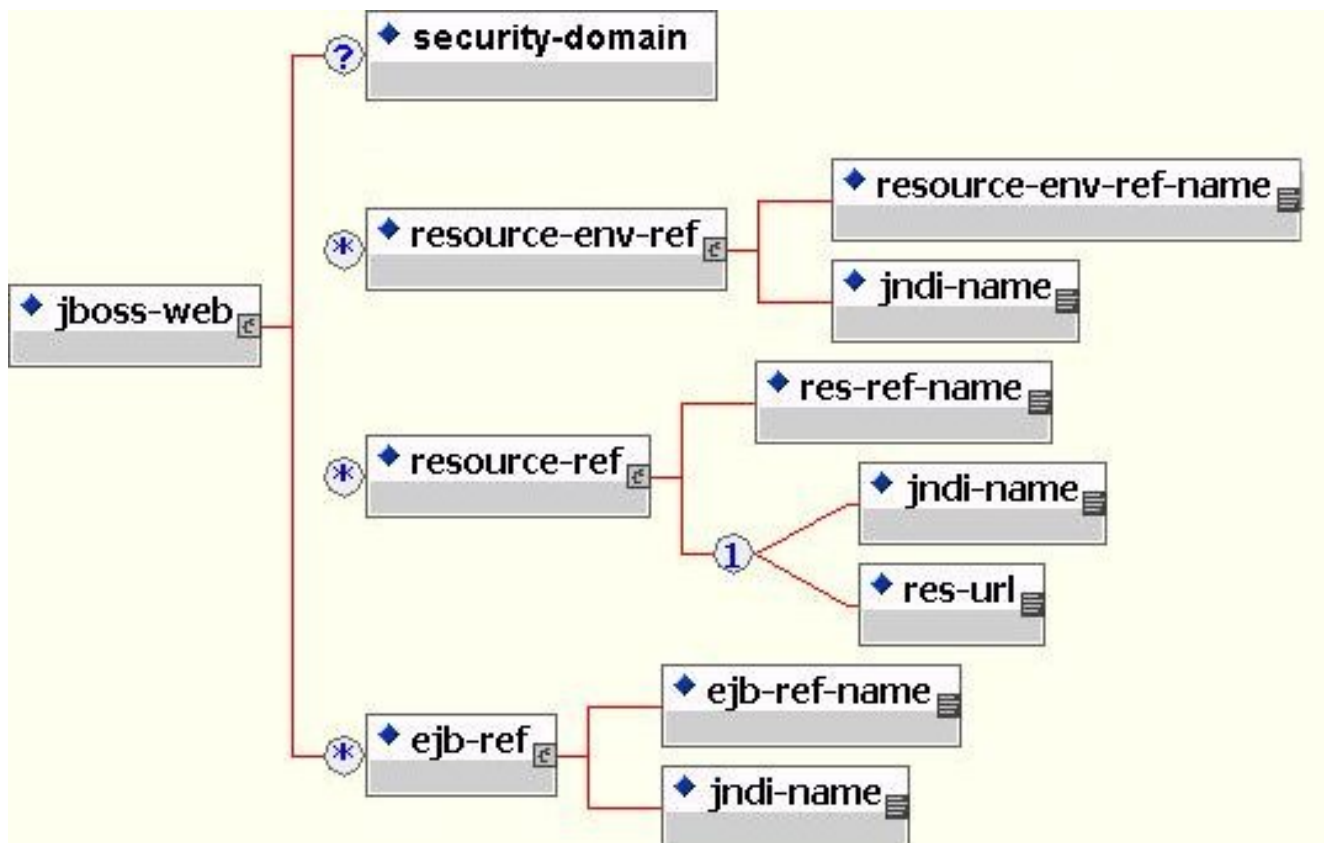 security-domain
?
resource-env-ref-name
resource-env-ref
*
jndi-name
jboss-web
res-ref-name
resource-ref
*
jndi-name
1
res-url
ejb-ref-name
ejb-ref
*
jndi-name